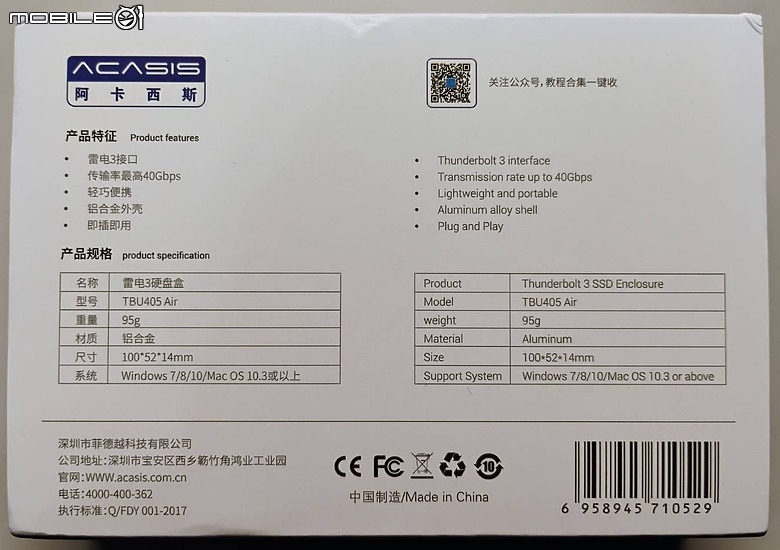 MOBILE01
ACASIS
阿卡西斯
关注公众号，教程合集一键收
产品特征 Product features
• 雷电3接口
• 传输率最高40Gbps
• 轻巧便携
• 铝合金外壳
• 即插即用
• Thunderbolt 3 interface
• Transmission rate up to 40Gbps
• Lightweight and portable
• Aluminum alloy shell
• Plug and Play
产品规格 product specification
名称 雷电3硬盘盒
型号 TBU405 Air
重量 95g
材质 铝合金
尺寸 100*52*14mm
系统 Windows 7/8/10/Mac OS 10.3或以上
Product Thunderbolt 3 SSD Enclosure
Model TBU405 Air
weight 95g
Material Aluminum
Size 100*52*14mm
Support System Windows 7/8/10/Mac OS 10.3 or above
深圳市菲德越科技有限公司
公司地址：深圳市宝安区西乡簕竹角鸿业工业园
官网：WWW.acasis.com.cn
电话：4000-400-362
执行标准：Q/FDY 001-2017
CE FC 10
中国制造/Made in China
6 958945 710529